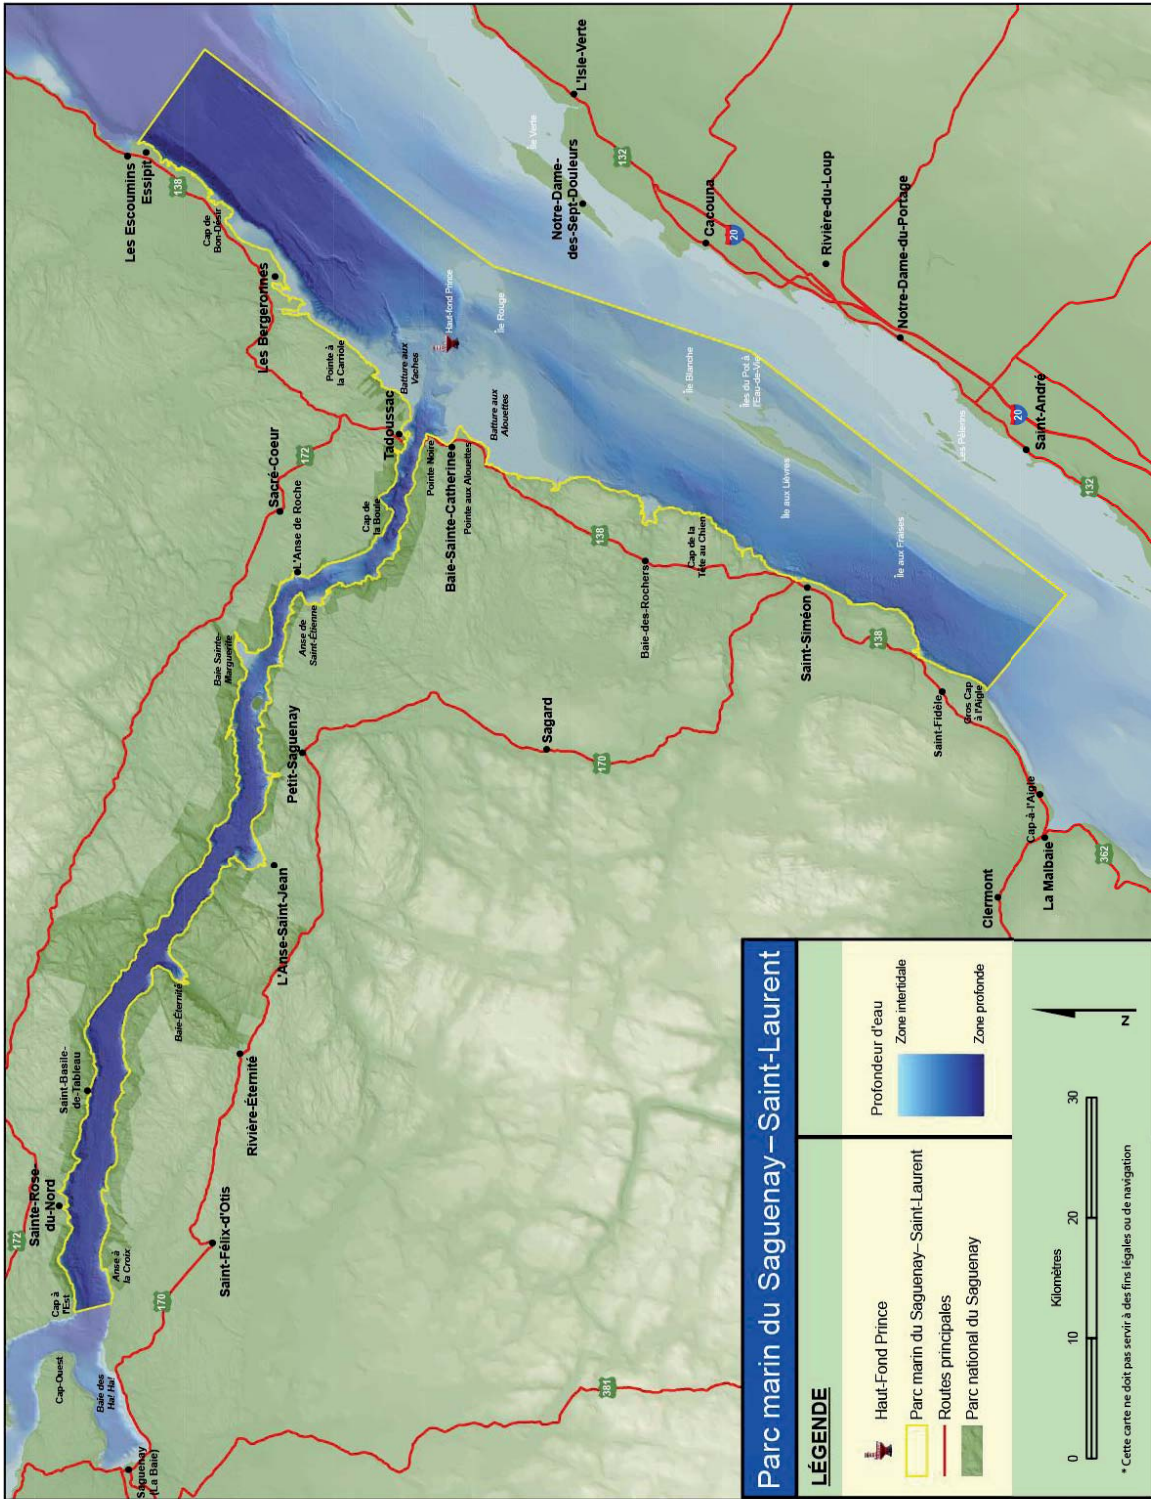 Les Escoumins
Essipit
138
Cap de
Bon-Désir
Les Bergeronnes
Pointe à
la Carriole
Batture aux
Vaches
Haut-fond Prince
Île Rouge
Tadoussac
Sacré-Coeur
172
L'Anse de Roche
Cap de
la Boule
Pointe Noire
Baie-Sainte-Catherine
Pointe aux Alouettes
Batture aux
Alouettes
Anse de
Saint-Étienne
Baie Sainte-
Marguerite
Petit-Saguenay
L'Anse-Saint-Jean
Baie-Éternité
Rivière-Éternité
Saint-Basile-
de-Tableau
Sainte-Rose-
du-Nord
172
Anse à
la Croix
Cap à
l'Est
Saint-Félix-d'Otis
170
Cap-Ouest
Baie des
Ha! Ha!
Saguenay
(La Baie)
381
Sagard
170
138
Baie-des-Rochers
Cap de la
Tête au Chien
Saint-Siméon
138
Saint-Fidèle
Gros Cap
à l'Aigle
Cap-à-l'Aigle
La Malbaie
362
Clermont
L'Isle-Verte
Île Verte
Notre-Dame-
des-Sept-Douleurs
132
Cacouna
20
Rivière-du-Loup
Notre-Dame-du-Portage
Île Blanche
Îles du Pot à
l'Eau-de-Vie
Île aux Lièvres
Île aux Fraises
Les Pèlerins
20
Saint-André
132
Parc marin du Saguenay–Saint-Laurent
LÉGENDE
Haut-Fond Prince
Parc marin du Saguenay–Saint-Laurent
Routes principales
Parc national du Saguenay
Profondeur d'eau
Zone intertidale
Zone profonde
Kilomètres
0 10 20 30
N
* Cette carte ne doit pas servir à des fins légales ou de navigation